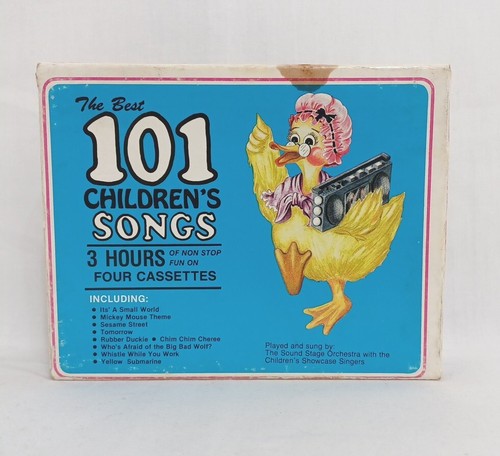 The Best
101
CHILDREN'S
SONGS
3 HOURS OF NON STOP
FUN ON
FOUR CASSETTES
INCLUDING:
• Its' A Small World
• Mickey Mouse Theme
• Sesame Street
• Tomorrow
• Rubber Duckie • Chim Chim Cheree
• Who's Afraid of the Big Bad Wolf?
• Whistle While You Work
• Yellow Submarine
Played and sung by:
The Sound Stage Orchestra with the
Children's Showcase Singers